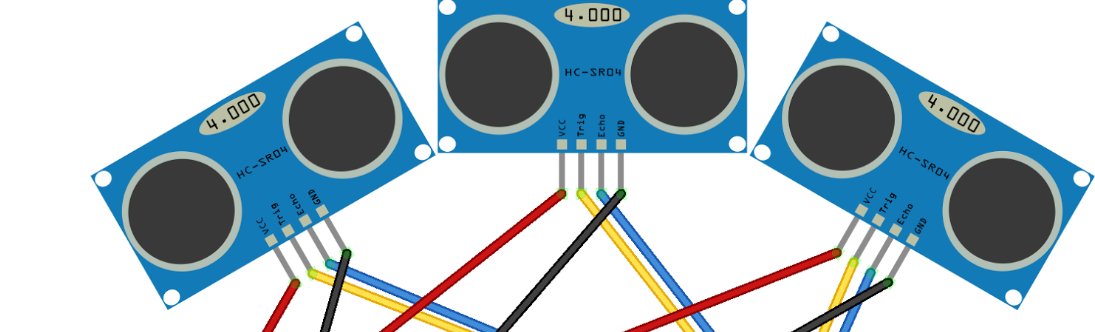 4.000
HC-SR04
VCC
Trig
Echo
GND
4.000
HC-SR04
VCC
Trig
Echo
GND
4.000
HC-SR04
VCC
Trig
Echo
GND